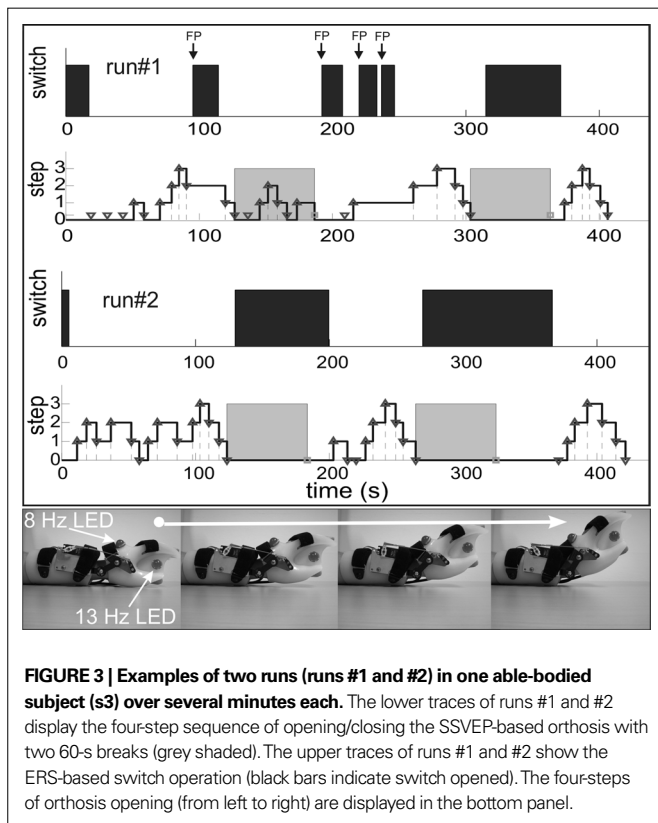 FP FP FP FP
switch
run#1
0 100 200 300 400
step
3
2
1
0
0 100 200 300 400
switch
run#2
0 100 200 300 400
step
3
2
1
0
0 100 200 300 400
time (s)
8 Hz LED
13 Hz LED
FIGURE 3 | Examples of two runs (runs #1 and #2) in one able-bodied
subject (s3) over several minutes each. The lower traces of runs #1 and #2
display the four-step sequence of opening/closing the SSVEP-based orthosis with
two 60-s breaks (grey shaded). The upper traces of runs #1 and #2 show the
ERS-based switch operation (black bars indicate switch opened). The four-steps
of orthosis opening (from left to right) are displayed in the bottom panel.